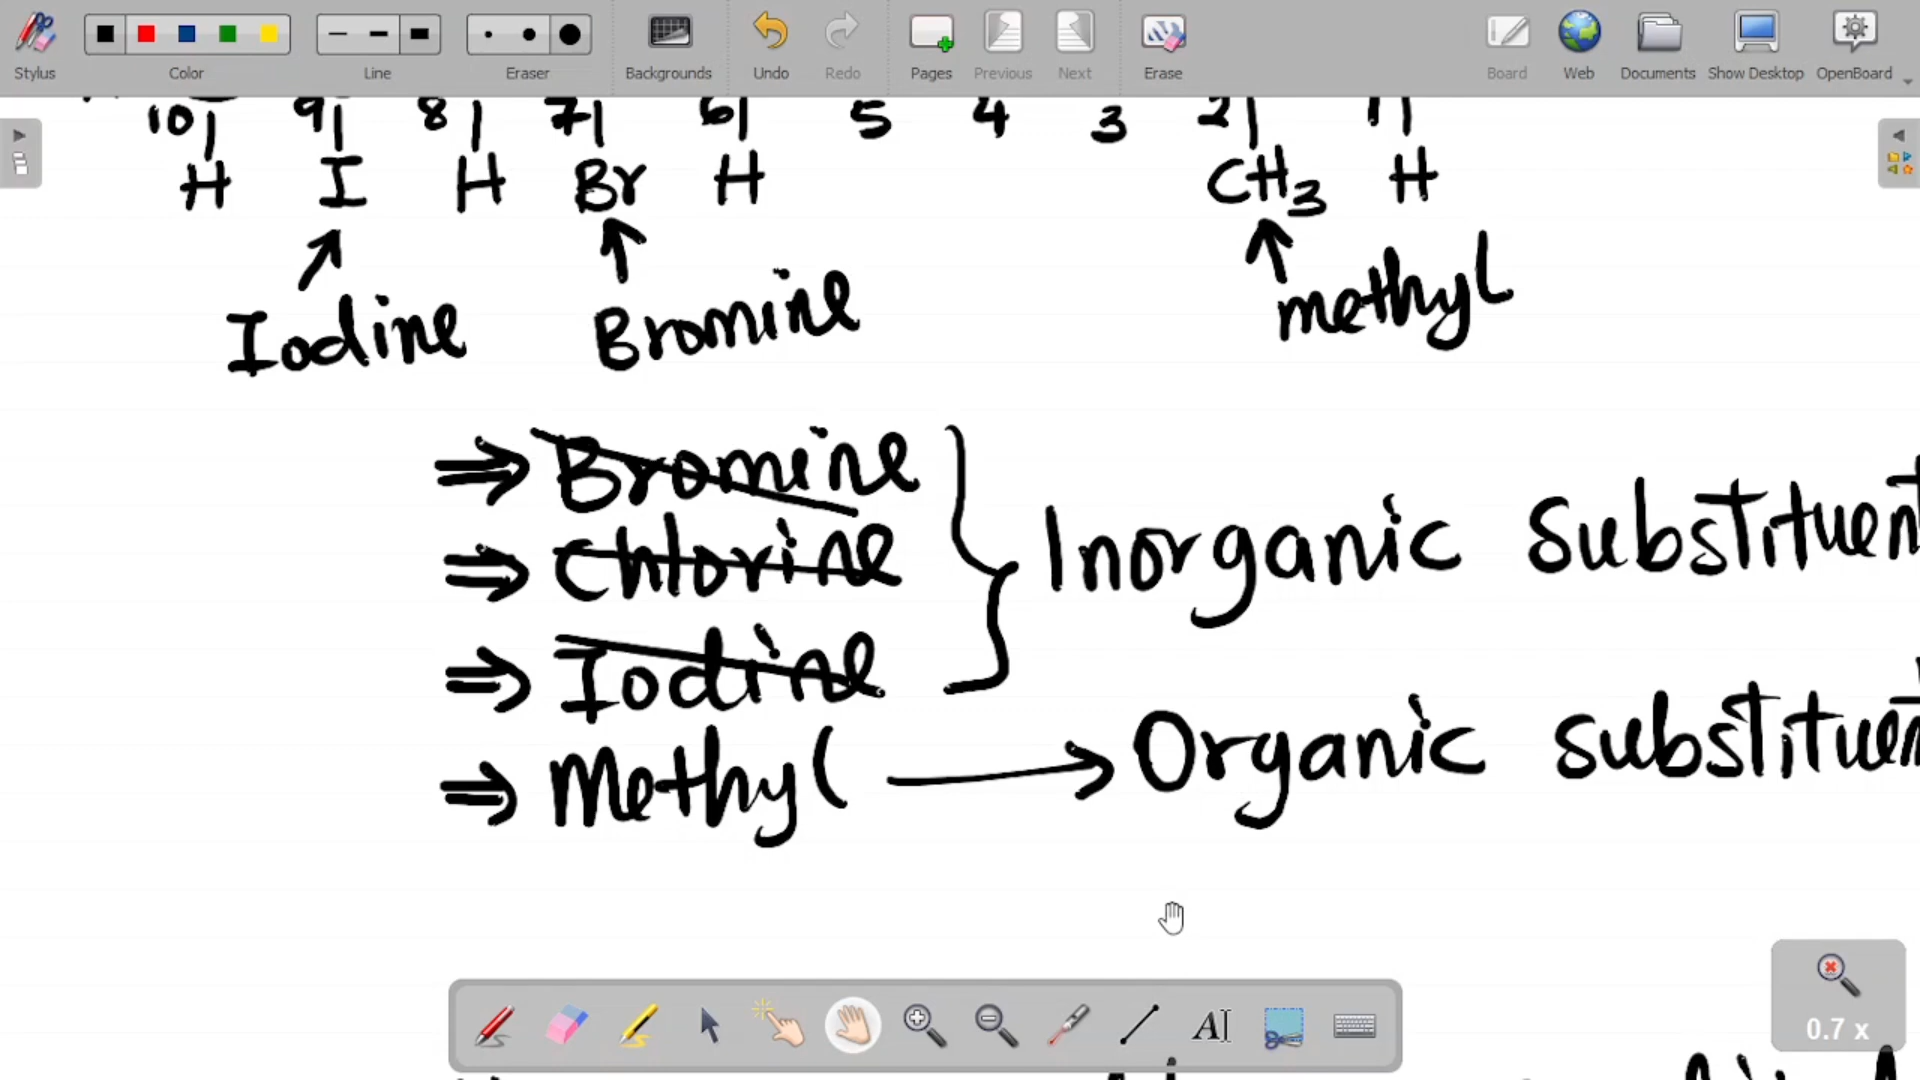 Stylus Color Line Eraser Backgrounds Undo Redo Pages Previous Next Erase Board Web Documents Show Desktop OpenBoard
10 9 8 7 6 5 4 3 2 1
H I H Br H CH3 H
Iodine Bromine methyl
⇒ Bromine
⇒ Chlorine
⇒ Iodine
Inorganic substituent
⇒ Methyl → Organic substituent
0.7 x